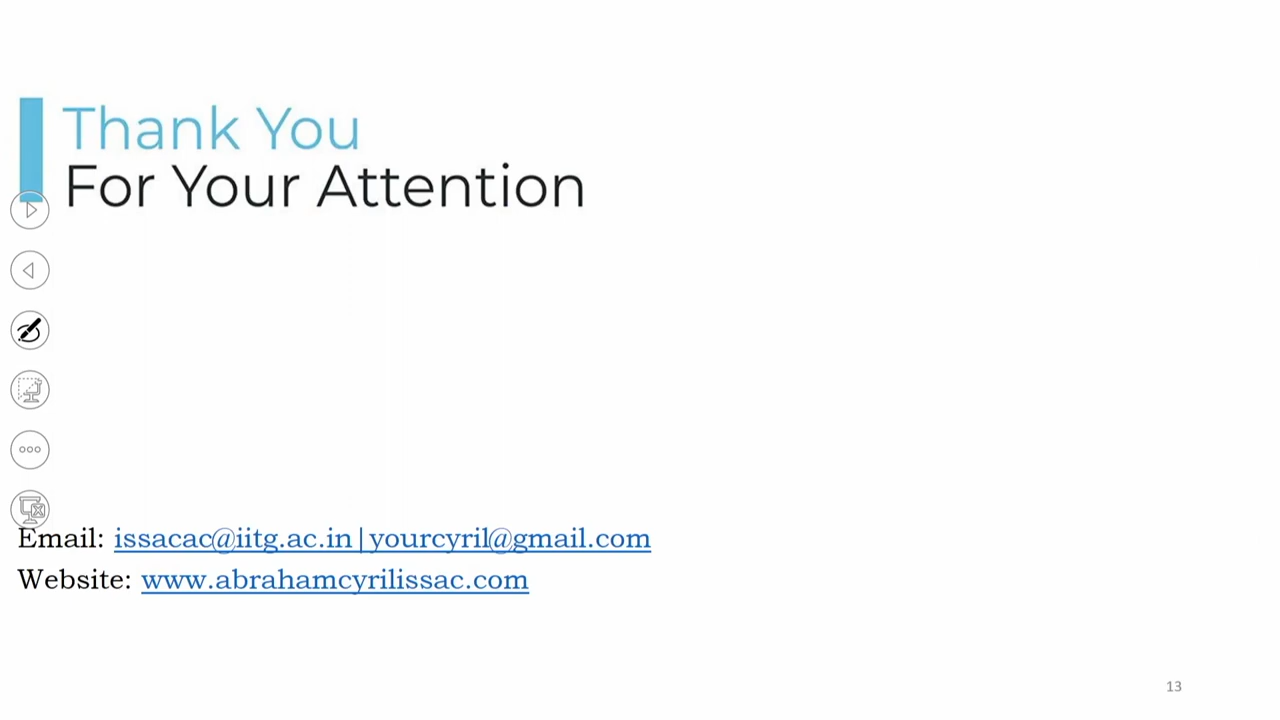 Thank You
For Your Attention
Email: issacac@iitg.ac.in|yourcyril@gmail.com
Website: www.abrahamcyrilissac.com
13